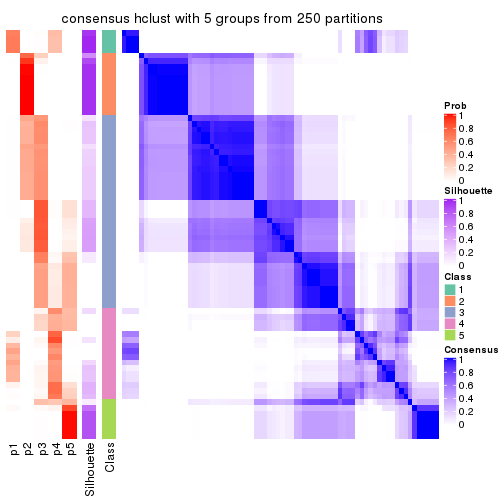 consensus hclust with 5 groups from 250 partitions
Prob
1
0.8
0.6
0.4
0.2
0
Silhouette
1
0.8
0.6
0.4
0.2
0
Class
1
2
3
4
5
Consensus
1
0.8
0.6
0.4
0.2
0
p1
p2
p3
p4
p5
Silhouette
Class